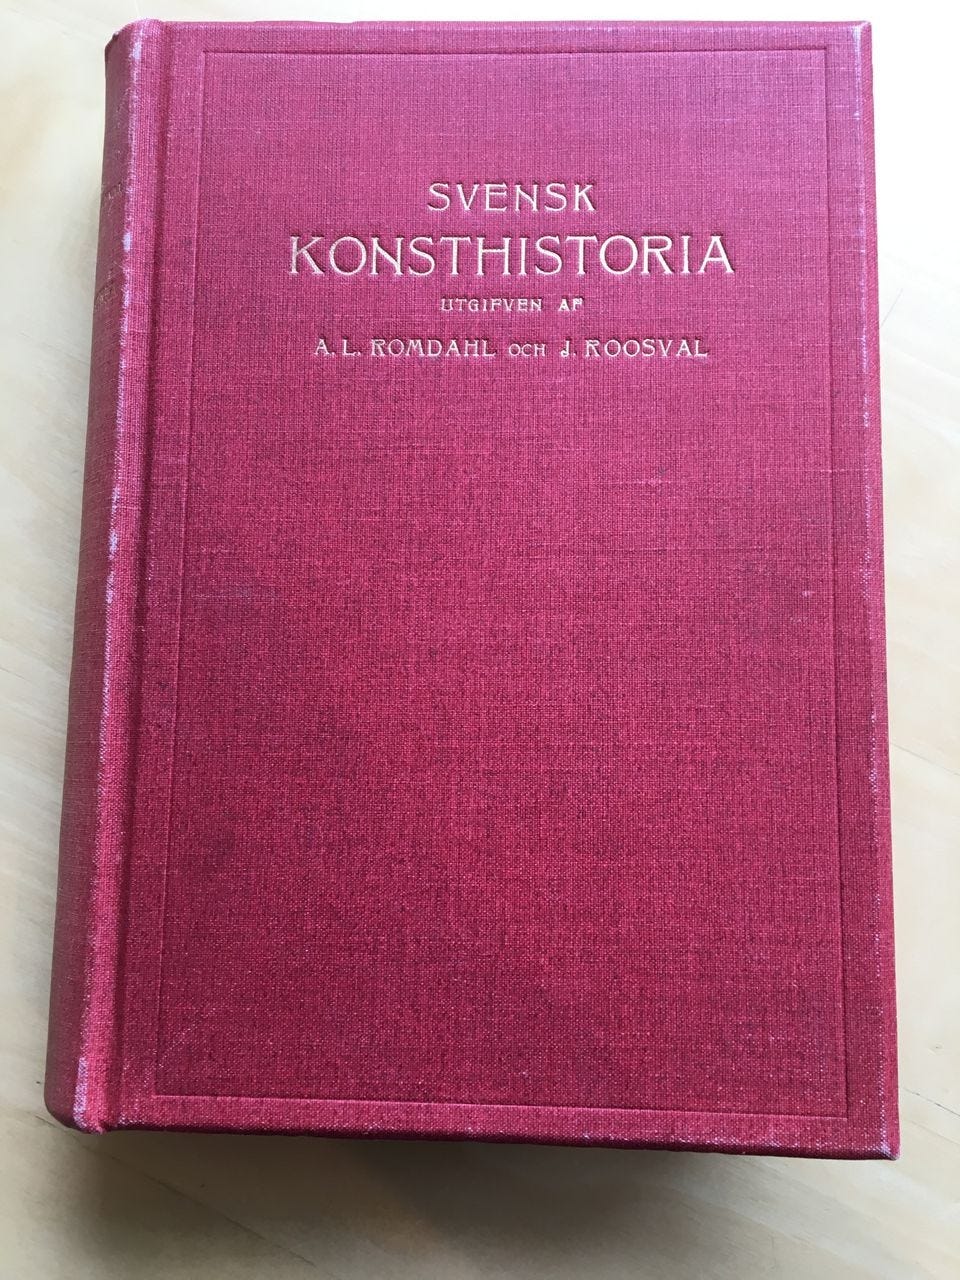 SVENSK
KONSTHISTORIA
UTGIFVEN AF
A. L. ROMDAHL OCH J. ROOSVAL